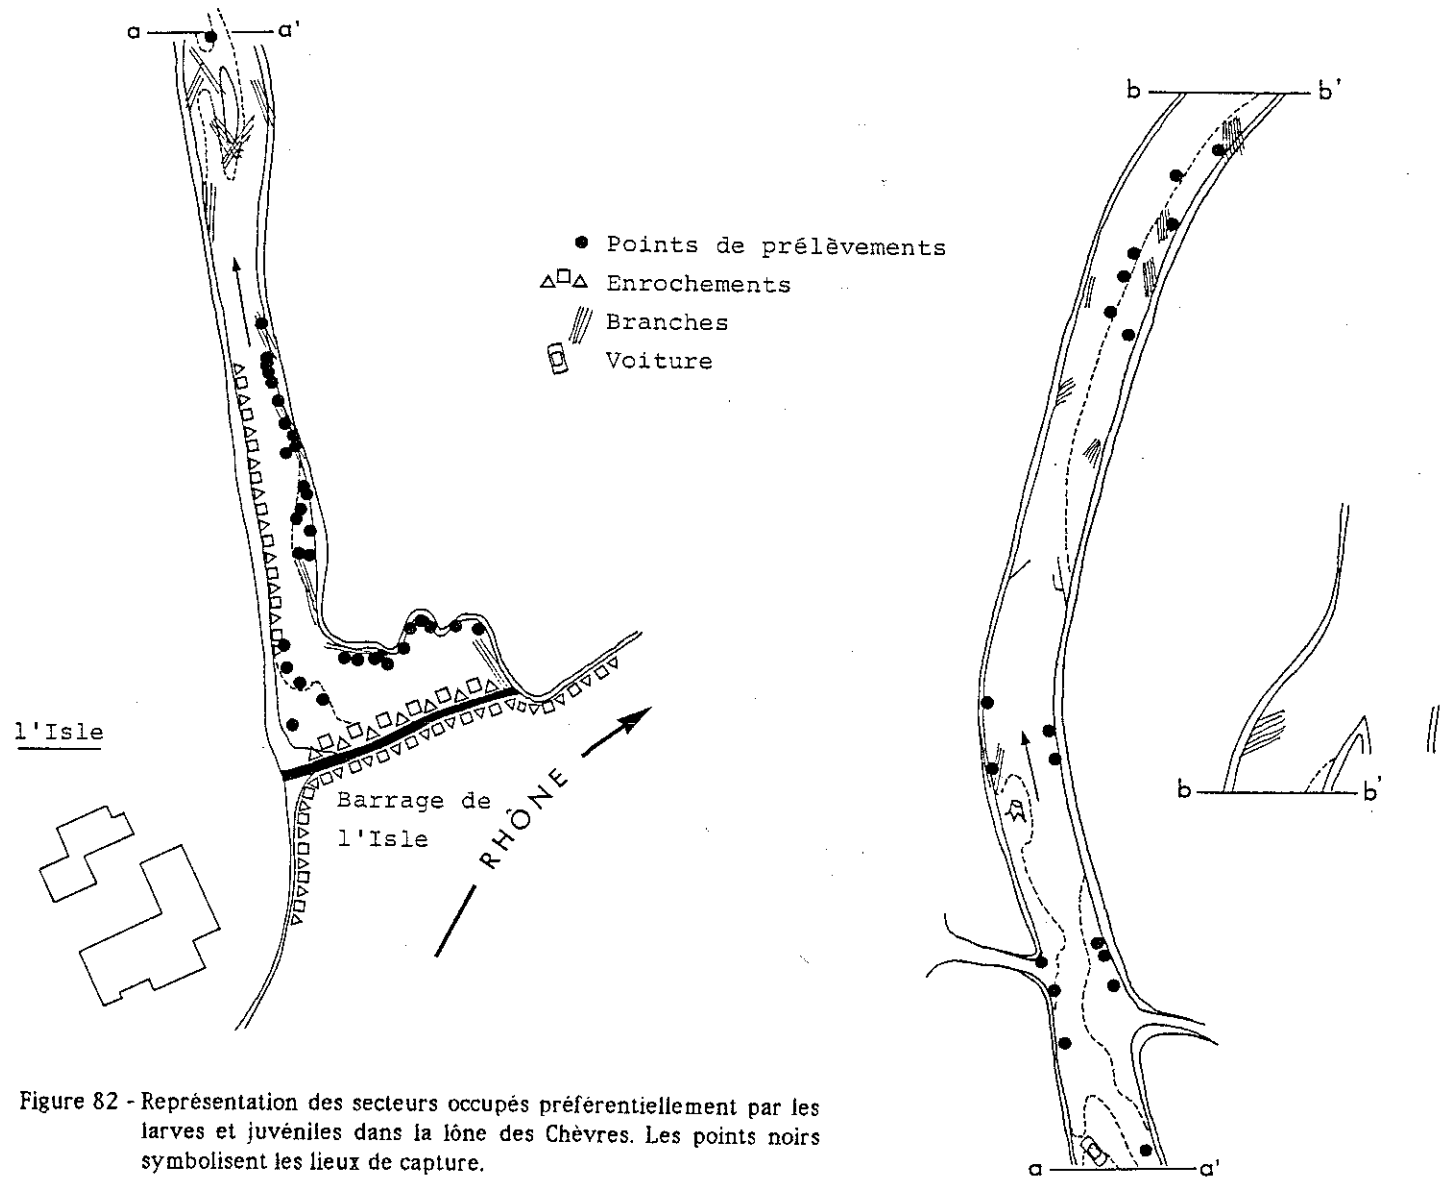 a a'
b b'
Points de prélèvements
Enrochements
Branches
Voiture
l'Isle
Barrage de
l'Isle
RHÔNE
b b'
a a'
Figure 82 - Représentation des secteurs occupés préférentiellement par les
larves et juvéniles dans la lône des Chèvres. Les points noirs
symbolisent les lieux de capture.